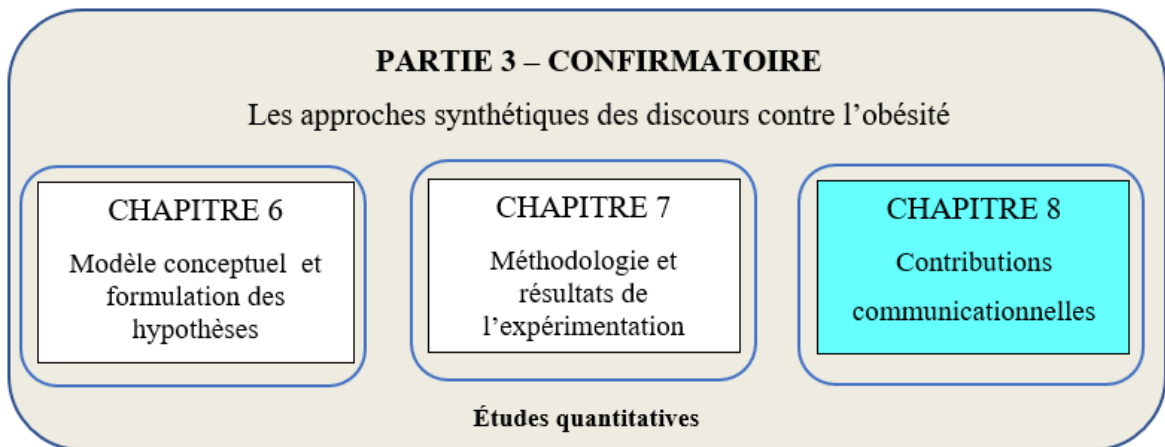 PARTIE 3 – CONFIRMATOIRE
Les approches synthétiques des discours contre l’obésité
CHAPITRE 6
Modèle conceptuel et
formulation des
hypothèses
CHAPITRE 7
Méthodologie et
résultats de
l’expérimentation
CHAPITRE 8
Contributions
communicationnelles
Études quantitatives